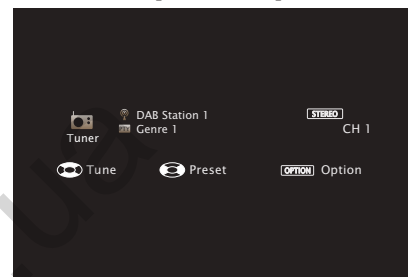 DAB Station 1
STEREO
Genre 1
CH 1
Tuner
Tune
Preset
OPTION Option